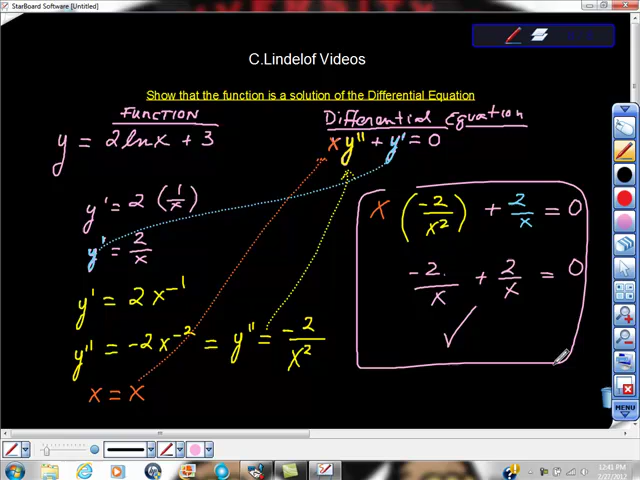 StarBoard Software [Untitled]
C.Lindelof Videos
Show that the function is a solution of the Differential Equation
FUNCTION
Differential Equation
y = 2lnx + 3
xy'' + y' = 0
y' = 2 (1/x)
y' = 2/x
x (-2/x²) + 2/x = 0
-2/x + 2/x = 0
✓
y' = 2x⁻¹
y'' = -2x⁻² = y'' = -2/x²
x = x
MENU
12:41 PM
2/27/2012